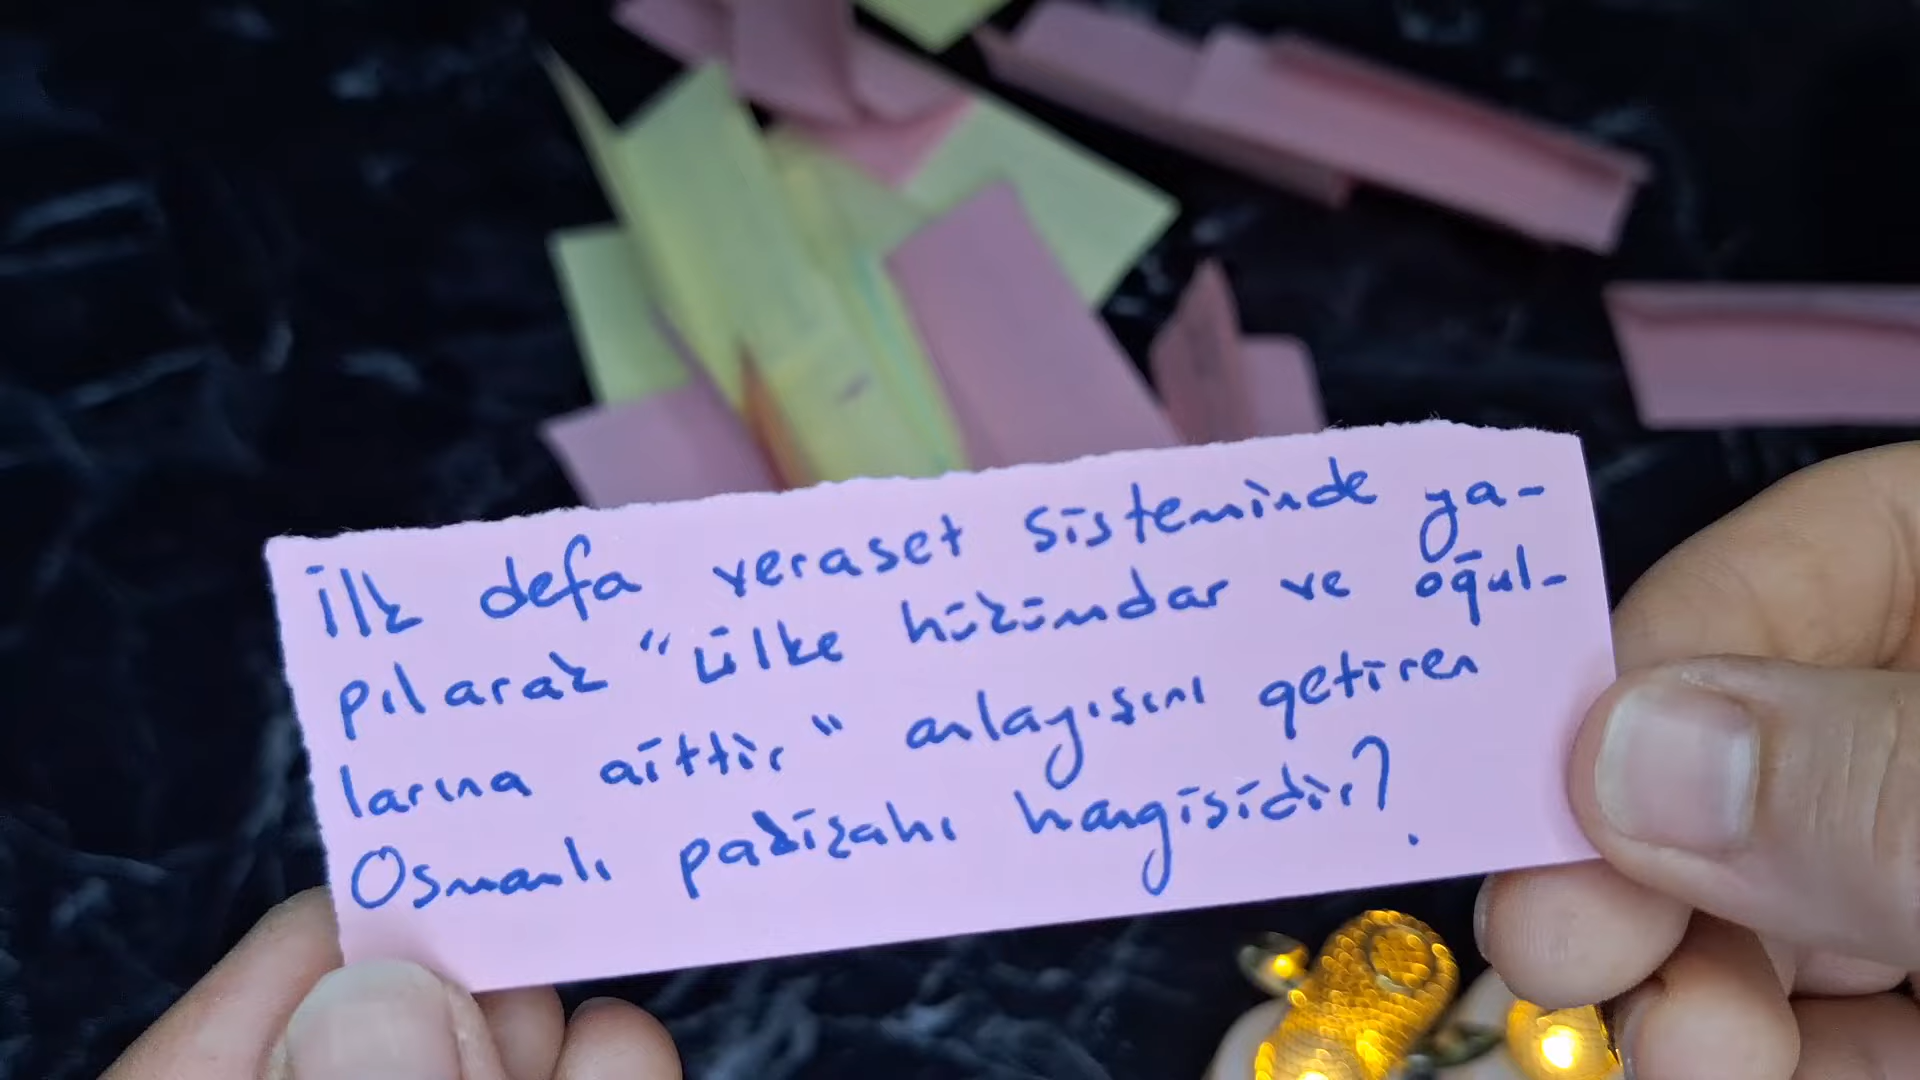 İlk defa veraset sisteminde ya-
pılarak "ülke hükümdar ve oğul-
larına aittir" anlayışını getiren
Osmanlı padişahı hangisidir?